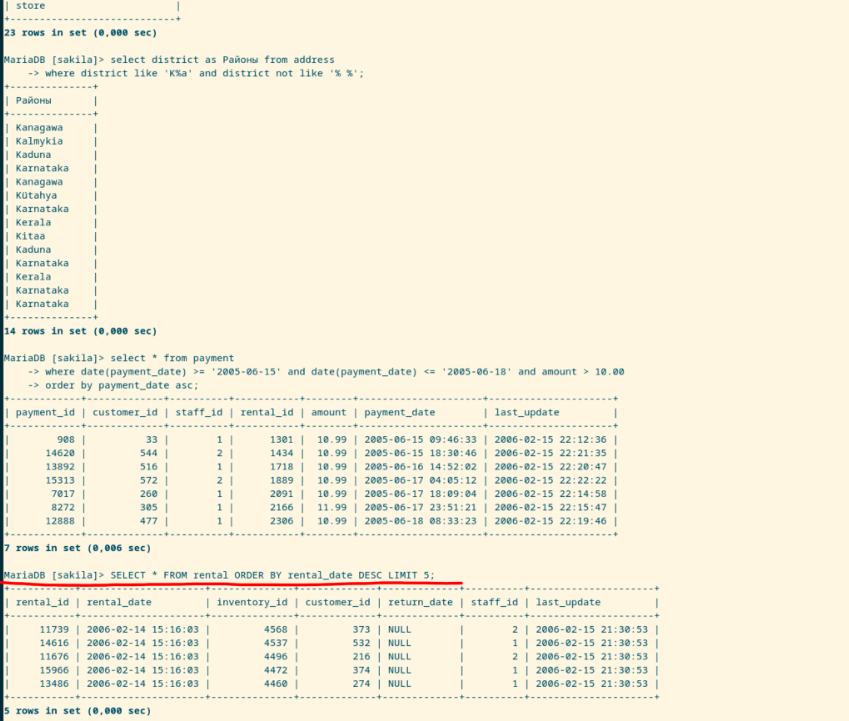 | store                     |
+---------------------------+
23 rows in set (0,000 sec)
MariaDB [sakila]> select district as Районы from address
    -> where district like 'K%a' and district not like '% %';
+--------------+
| Районы       |
+--------------+
| Kanagawa     |
| Kalmykia     |
| Kaduna       |
| Karnataka    |
| Kanagawa     |
| Kütahya      |
| Karnataka    |
| Kerala       |
| Kitaa        |
| Kaduna       |
| Karnataka    |
| Kerala       |
| Karnataka    |
| Karnataka    |
+--------------+
14 rows in set (0,000 sec)
MariaDB [sakila]> select * from payment
    -> where date(payment_date) >= '2005-06-15' and date(payment_date) <= '2005-06-18' and amount > 10.00
    -> order by payment_date asc;
+------------+-------------+----------+-----------+--------+---------------------+---------------------+
| payment_id | customer_id | staff_id | rental_id | amount | payment_date        | last_update         |
+------------+-------------+----------+-----------+--------+---------------------+---------------------+
|        908 |          33 |        1 |      1301 |  10.99 | 2005-06-15 09:46:33 | 2006-02-15 22:12:36 |
|      14620 |         544 |        2 |      1434 |  10.99 | 2005-06-15 18:30:46 | 2006-02-15 22:21:35 |
|      13892 |         516 |        1 |      1718 |  10.99 | 2005-06-16 14:52:02 | 2006-02-15 22:20:47 |
|      15313 |         572 |        2 |      1889 |  10.99 | 2005-06-17 04:05:12 | 2006-02-15 22:22:22 |
|       7017 |         260 |        1 |      2091 |  10.99 | 2005-06-17 18:09:04 | 2006-02-15 22:14:58 |
|       8272 |         305 |        1 |      2166 |  11.99 | 2005-06-17 23:51:21 | 2006-02-15 22:15:47 |
|      12888 |         477 |        1 |      2306 |  10.99 | 2005-06-18 08:33:23 | 2006-02-15 22:19:46 |
+------------+-------------+----------+-----------+--------+---------------------+---------------------+
7 rows in set (0,006 sec)
MariaDB [sakila]> SELECT * FROM rental ORDER BY rental_date DESC LIMIT 5;
+-----------+---------------------+--------------+-------------+-------------+----------+---------------------+
| rental_id | rental_date         | inventory_id | customer_id | return_date | staff_id | last_update         |
+-----------+---------------------+--------------+-------------+-------------+----------+---------------------+
|     11739 | 2006-02-14 15:16:03 |         4568 |         373 | NULL        |        2 | 2006-02-15 21:30:53 |
|     14616 | 2006-02-14 15:16:03 |         4537 |         532 | NULL        |        1 | 2006-02-15 21:30:53 |
|     11676 | 2006-02-14 15:16:03 |         4496 |         216 | NULL        |        2 | 2006-02-15 21:30:53 |
|     15966 | 2006-02-14 15:16:03 |         4472 |         374 | NULL        |        1 | 2006-02-15 21:30:53 |
|     13486 | 2006-02-14 15:16:03 |         4460 |         274 | NULL        |        1 | 2006-02-15 21:30:53 |
+-----------+---------------------+--------------+-------------+-------------+----------+---------------------+
5 rows in set (0,000 sec)